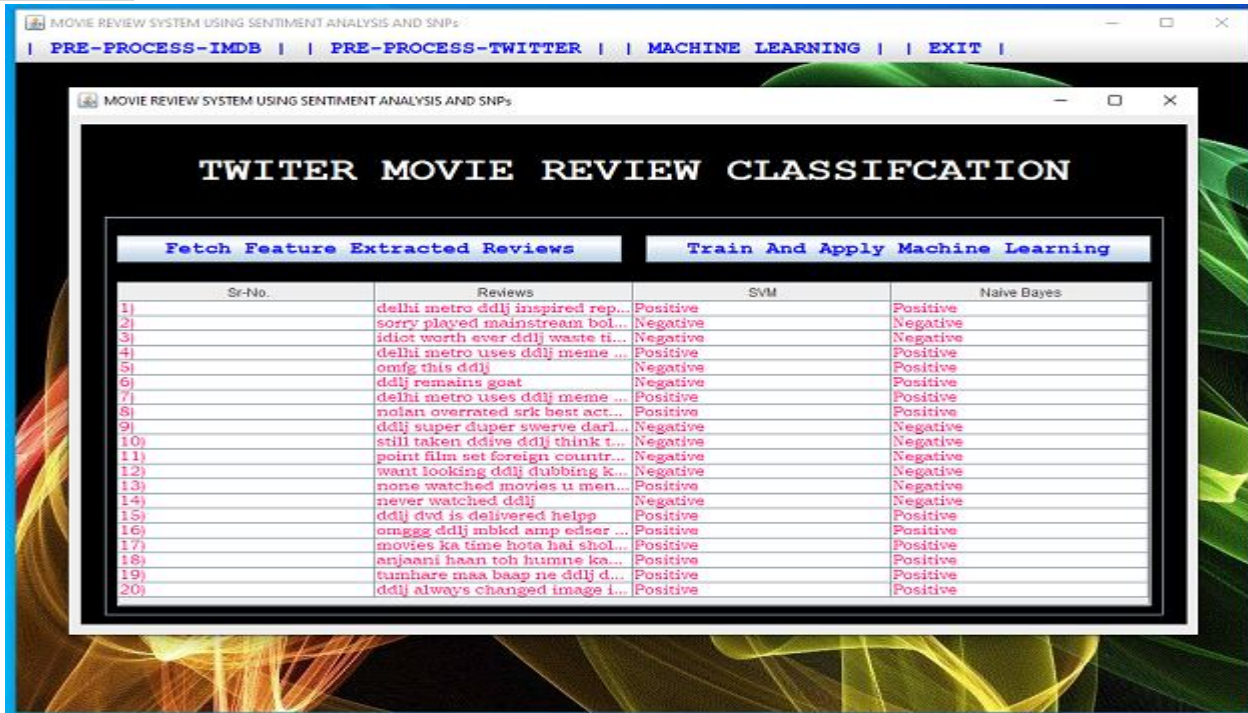 MOVIE REVIEW SYSTEM USING SENTIMENT ANALYSIS AND SNPs
| PRE-PROCESS-IMDB | | PRE-PROCESS-TWITTER | | MACHINE LEARNING | | EXIT |
MOVIE REVIEW SYSTEM USING SENTIMENT ANALYSIS AND SNPs
TWITER MOVIE REVIEW CLASSIFCATION
Fetch Feature Extracted Reviews Train And Apply Machine Learning
Sr-No. Reviews SVM Naive Bayes
1) delhi metro ddlj inspired rep... Positive Positive
2) sorry played mainstream bol... Negative Negative
3) idiot worth ever ddlj waste ti... Negative Negative
4) delhi metro uses ddlj meme ... Positive Positive
5) omfg this ddlj Negative Positive
6) ddlj remains goat Negative Positive
7) delhi metro uses ddlj meme ... Positive Positive
8) nolan overrated srk best act... Positive Positive
9) ddlj super duper swerve darl... Negative Negative
10) still taken ddive ddlj think t... Negative Negative
11) point film set foreign countr... Negative Negative
12) want looking ddlj dubbing k... Negative Negative
13) none watched movies u men... Positive Negative
14) never watched ddlj Negative Negative
15) ddlj dvd is delivered helpp Positive Positive
16) omggg ddlj mbkd amp edser ... Positive Positive
17) movies ka time hota hai shol... Positive Positive
18) anjaani haan toh humne ka... Positive Positive
19) tumhare maa baap ne ddlj d... Positive Positive
20) ddlj always changed image i... Positive Positive